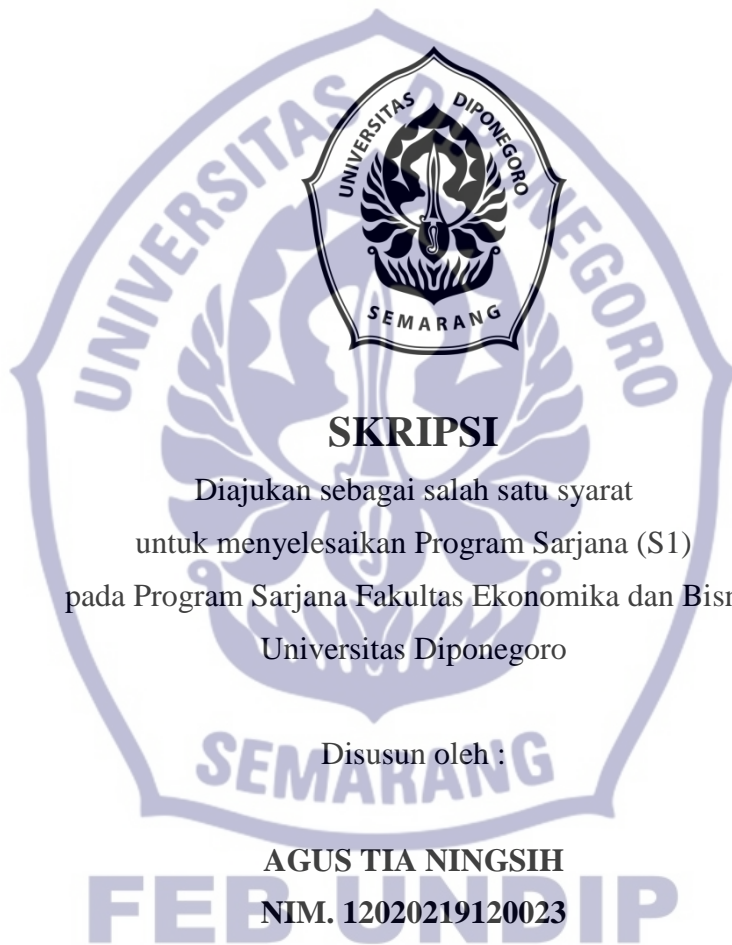 UNIVERSITAS DIPONEGORO
SEMARANG
UNIVERSITAS DIPONEGORO
SEMARANG
SKRIPSI
Diajukan sebagai salah satu syarat
untuk menyelesaikan Program Sarjana (S1)
pada Program Sarjana Fakultas Ekonomika dan Bisn
Universitas Diponegoro
Disusun oleh :
AGUS TIA NINGSIH
NIM. 12020219120023
FEB UNDIP